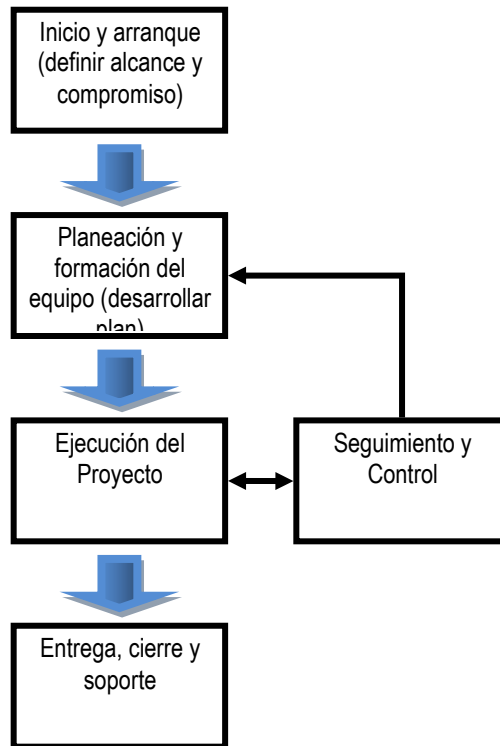 Inicio y arranque
(definir alcance y
compromiso)
Planeación y
formación del
equipo (desarrollar
plan)
Ejecución del
Proyecto
Seguimiento y
Control
Entrega, cierre y
soporte